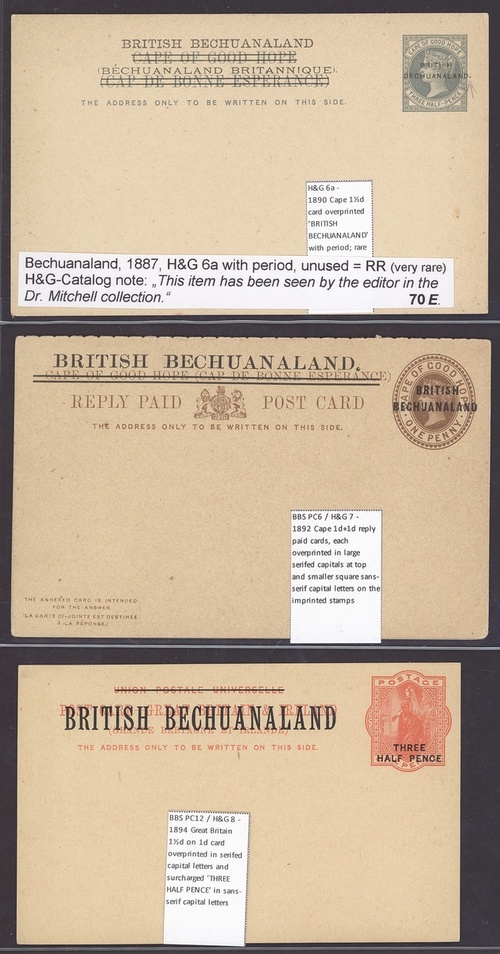 BRITISH BECHUANALAND
CAPE OF GOOD HOPE
(BÉCHUANALAND BRITANNIQUE).
(CAP DE BONNE ESPÉRANCE)
THE ADDRESS ONLY TO BE WRITTEN ON THIS SIDE.
CAPE OF GOOD HOPE
BRITISH
BECHUANALAND.
THREE HALF-PENCE
H&G 6a -
1890 Cape 1½d
card overprinted
'BRITISH
BECHUANALAND'
with period; rare
Bechuanaland, 1887, H&G 6a with period, unused = RR (very rare)
H&G-Catalog note: „This item has been seen by the editor in the
Dr. Mitchell collection.“
70 E.
BRITISH BECHUANALAND.
CAPE OF GOOD HOPE (CAP DE BONNE ESPÉRANCE)
REPLY PAID POST CARD
THE ADDRESS ONLY TO BE WRITTEN ON THIS SIDE.
CAPE OF GOOD HOPE
BRITISH
BECHUANALAND
ONE PENNY
BBS PC6 / H&G 7 -
1892 Cape 1d+1d reply
paid cards, each
overprinted in large
serifed capitals at top
and smaller square sans-
serif capital letters on the
imprinted stamps
THE ANNEXED CARD IS INTENDED
FOR THE ANSWER.
(LA CARTE CI-JOINTE EST DESTINÉE
À LA RÉPONSE.)
UNION POSTALE UNIVERSELLE
BRITISH BECHUANALAND
(GRANDE BRETAGNE ET IRLANDE)
THE ADDRESS ONLY TO BE WRITTEN ON THIS SIDE.
POSTAGE
THREE
HALF PENCE
BBS PC12 / H&G 8 -
1894 Great Britain
1½d on 1d card
overprinted in serifed
capital letters and
surcharged 'THREE
HALF PENCE' in sans-
serif capital letters